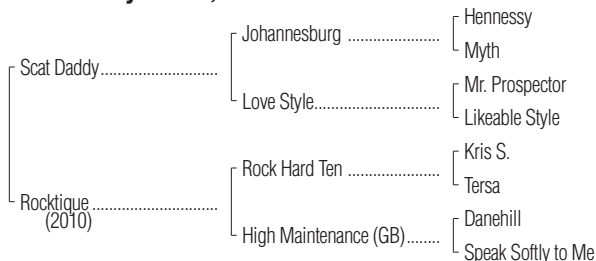 Hennessy
Johannesburg ......................
Myth
Scat Daddy............................
Mr. Prospector
Love Style..............................
Likeable Style
Kris S.
Rock Hard Ten ......................
Tersa
Rocktique ..............................
(2010)
Danehill
High Maintenance (GB)........
Speak Softly to Me